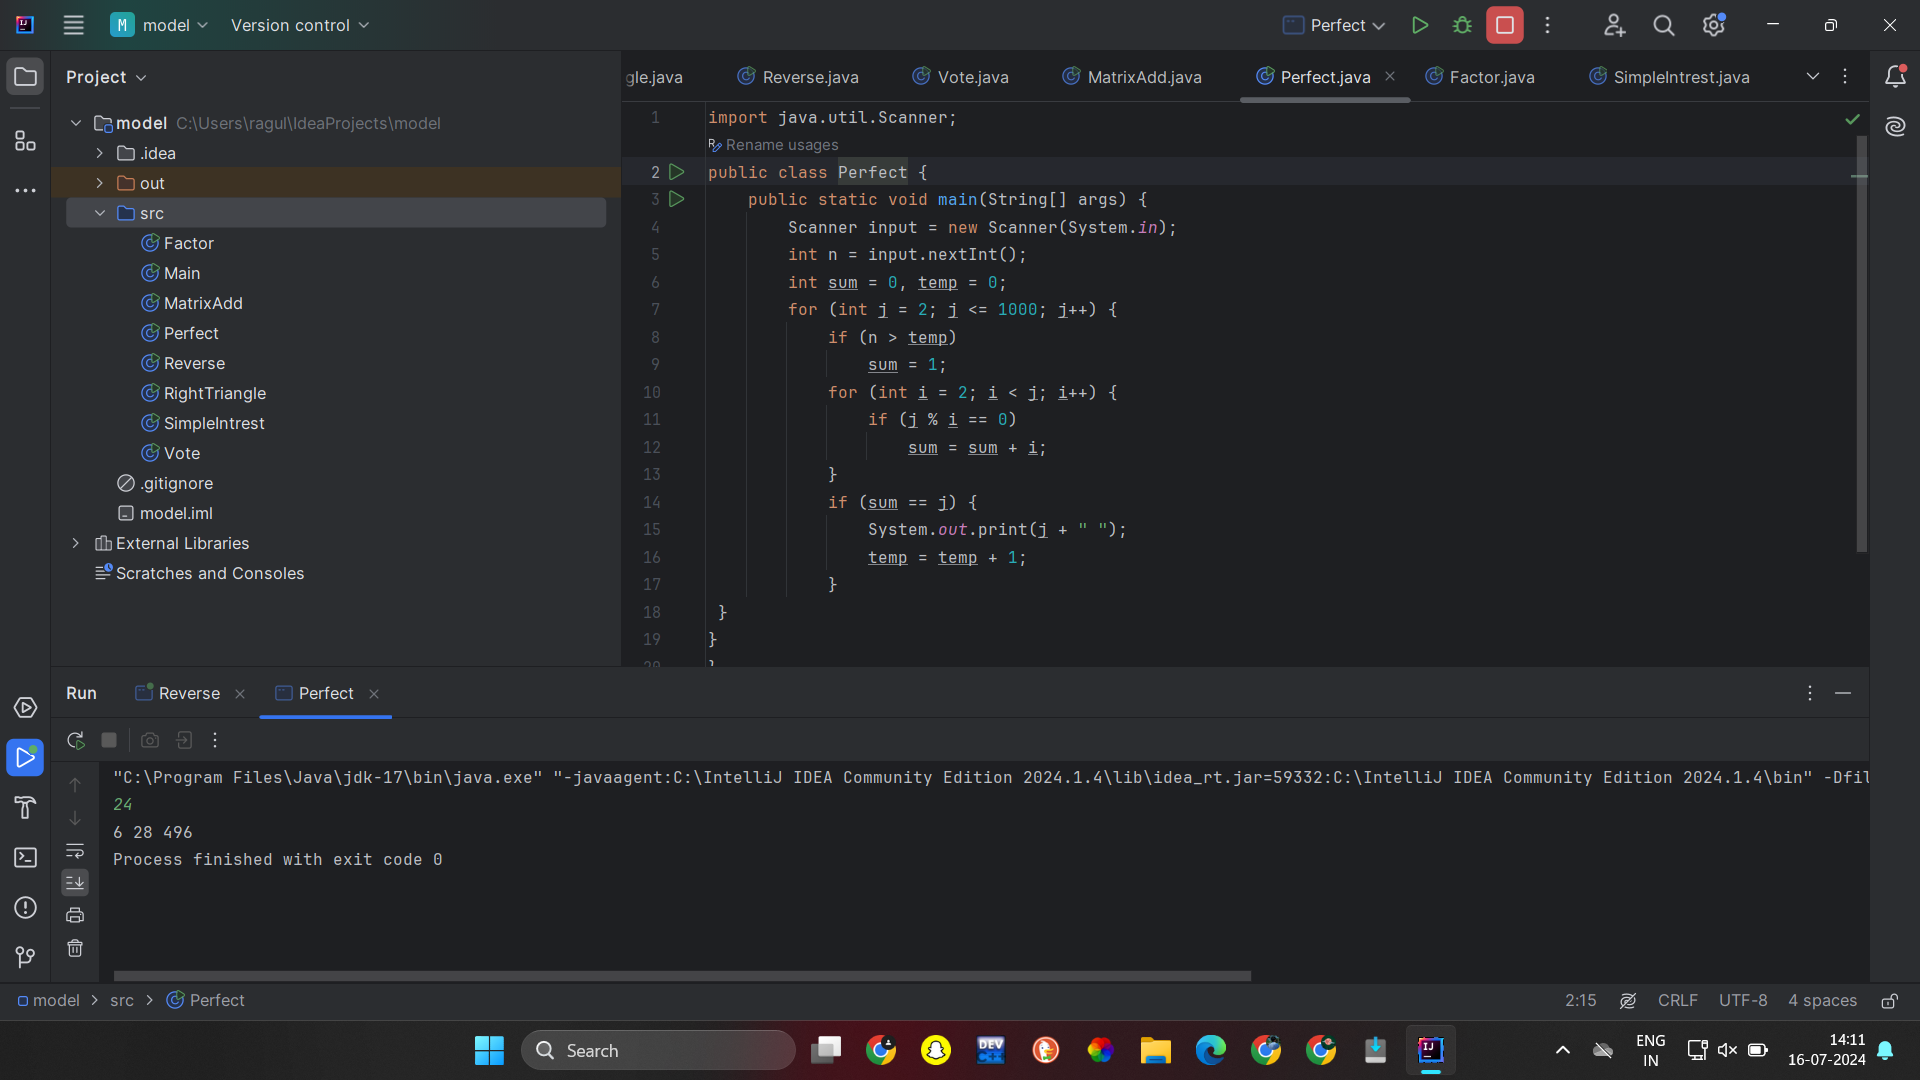 M model Version control Perfect
Project
gle.java Reverse.java Vote.java MatrixAdd.java Perfect.java Factor.java SimpleIntrest.java
model C:\Users\ragul\IdeaProjects\model
.idea
out
src
Factor
Main
MatrixAdd
Perfect
Reverse
RightTriangle
SimpleIntrest
Vote
.gitignore
model.iml
External Libraries
Scratches and Consoles
1 import java.util.Scanner;
Rename usages
2 public class Perfect {
3 public static void main(String[] args) {
4 Scanner input = new Scanner(System.in);
5 int n = input.nextInt();
6 int sum = 0, temp = 0;
7 for (int j = 2; j <= 1000; j++) {
8 if (n > temp)
9 sum = 1;
10 for (int i = 2; i < j; i++) {
11 if (j % i == 0)
12 sum = sum + i;
13 }
14 if (sum == j) {
15 System.out.print(j + " ");
16 temp = temp + 1;
17 }
18 }
19 }
20 }
Run Reverse Perfect
"C:\Program Files\Java\jdk-17\bin\java.exe" "-javaagent:C:\IntelliJ IDEA Community Edition 2024.1.4\lib\idea_rt.jar=59332:C:\IntelliJ IDEA Community Edition 2024.1.4\bin" -Dfil
24
6 28 496
Process finished with exit code 0
model > src > Perfect
2:15 CRLF UTF-8 4 spaces
Search
DEV C++
IJ
ENG
IN
14:11
16-07-2024